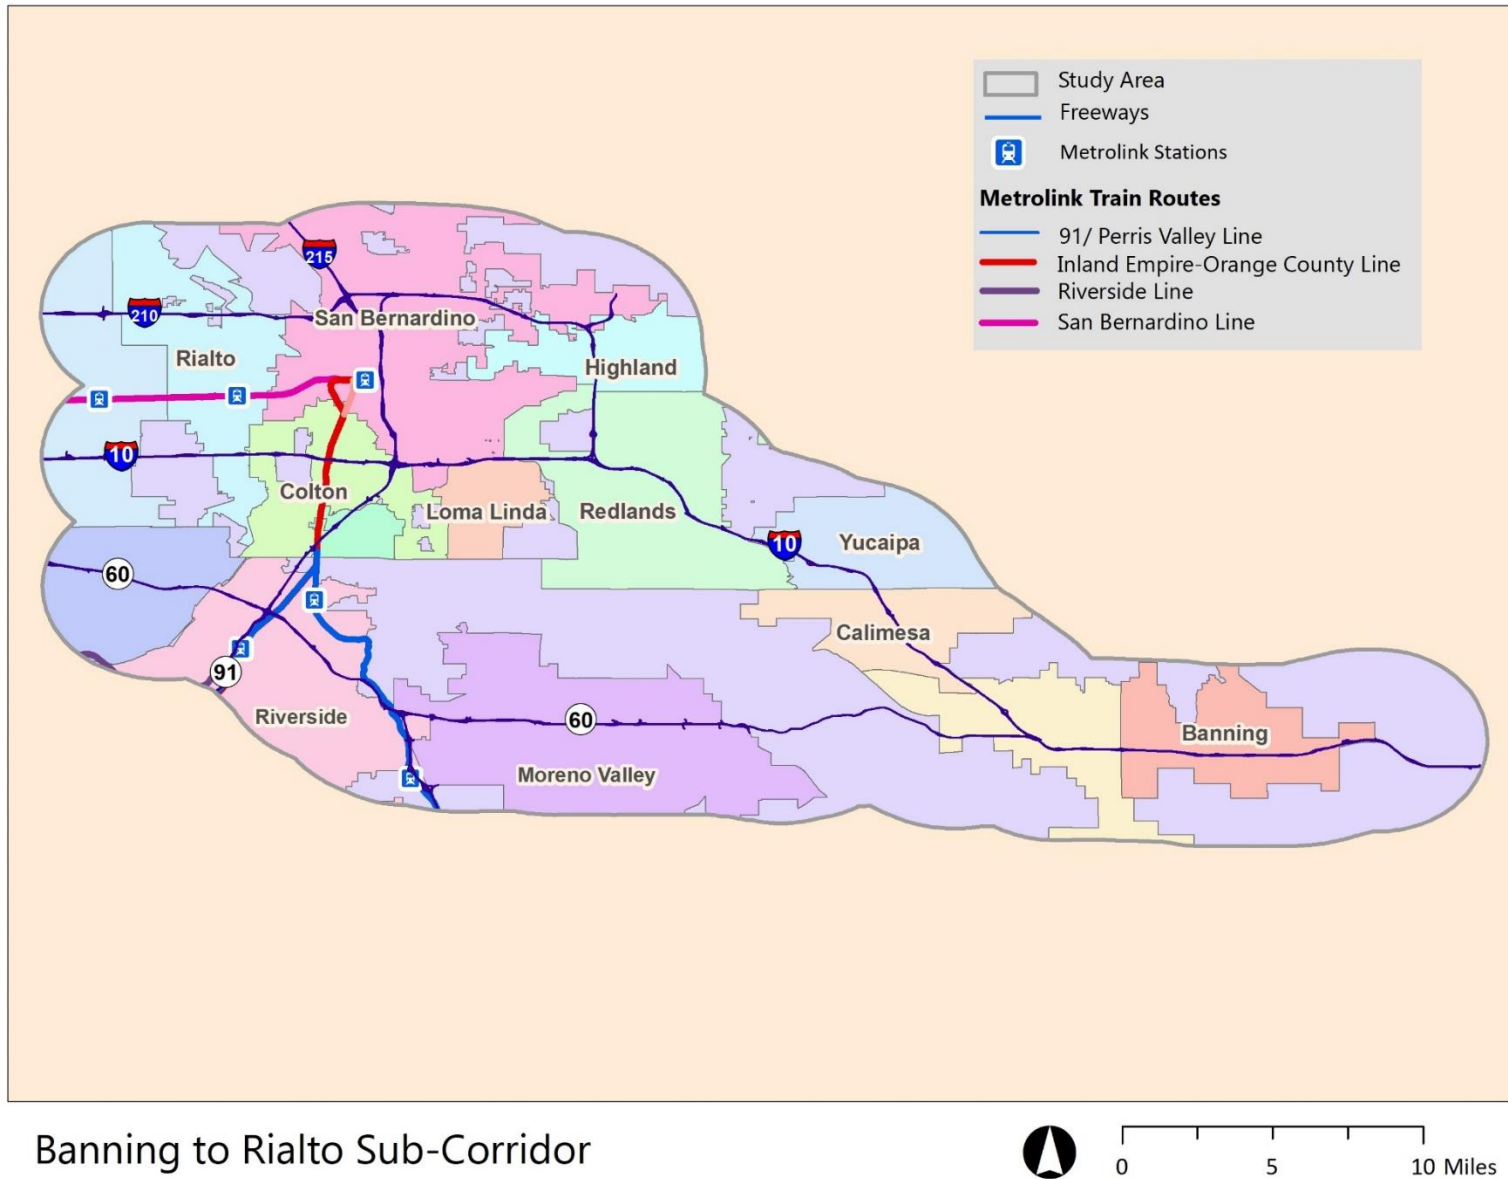 Study Area
Freeways
Metrolink Stations
Metrolink Train Routes
91/ Perris Valley Line
Inland Empire-Orange County Line
Riverside Line
San Bernardino Line
215
210
San Bernardino
Rialto
Highland
10
Colton
Loma Linda
Redlands
10
Yucaipa
60
Calimesa
91
Riverside
60
Banning
Moreno Valley
Banning to Rialto Sub-Corridor
0 5 10 Miles